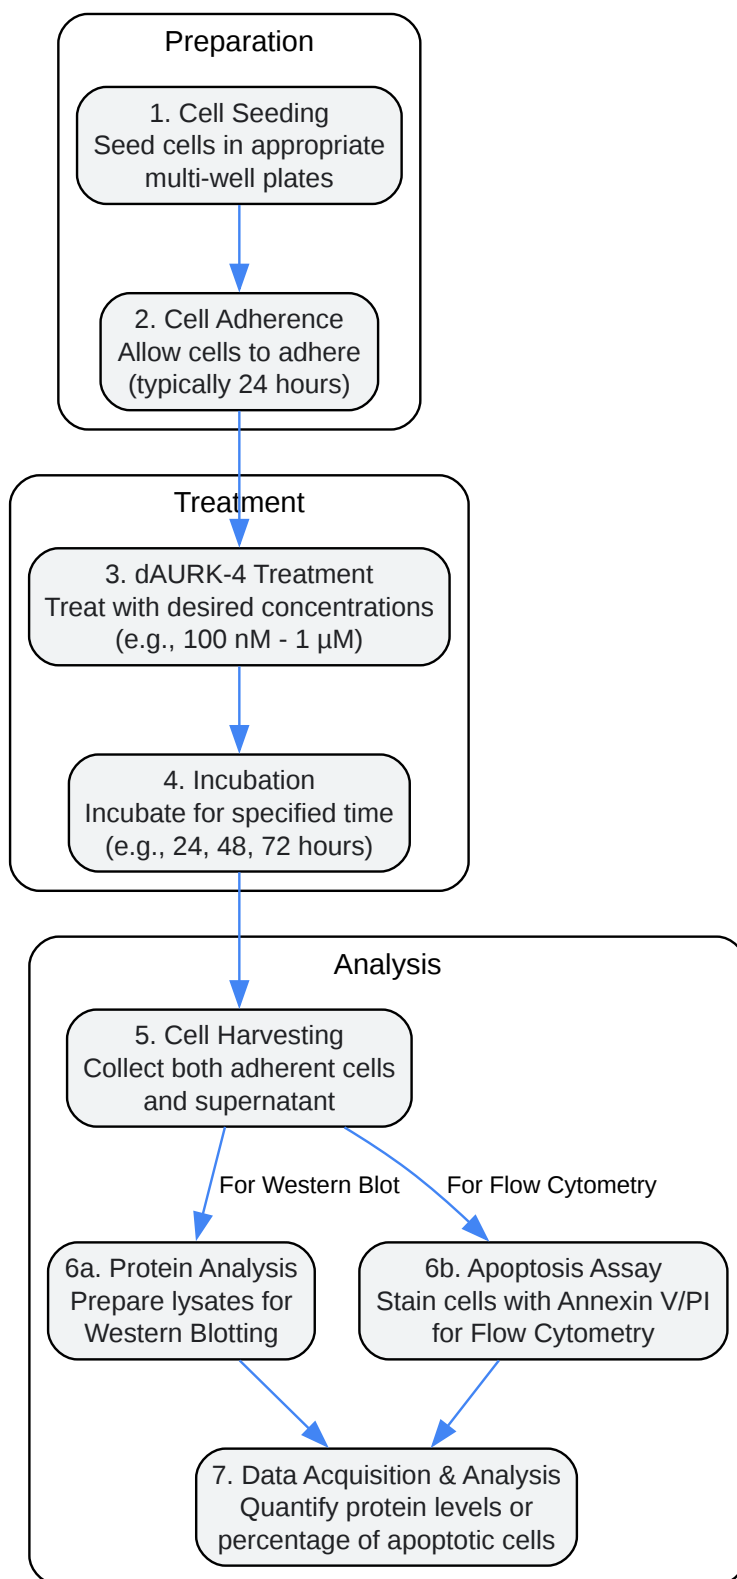 Preparation
1. Cell Seeding
Seed cells in appropriate
multi-well plates
2. Cell Adherence
Allow cells to adhere
(typically 24 hours)
Treatment
3. dAURK-4 Treatment
Treat with desired concentrations
(e.g., 100 nM - 1 µM)
4. Incubation
Incubate for specified time
(e.g., 24, 48, 72 hours)
Analysis
5. Cell Harvesting
Collect both adherent cells
and supernatant
For Western Blot
For Flow Cytometry
6a. Protein Analysis
Prepare lysates for
Western Blotting
6b. Apoptosis Assay
Stain cells with Annexin V/PI
for Flow Cytometry
7. Data Acquisition & Analysis
Quantify protein levels or
percentage of apoptotic cells